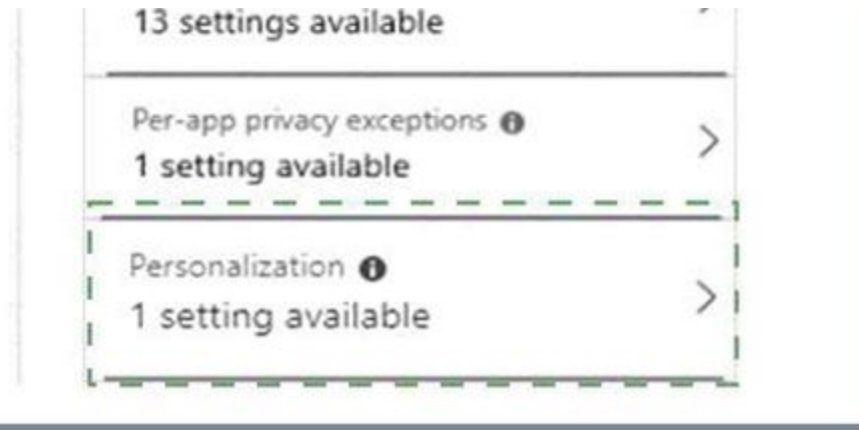 13 settings available
Per-app privacy exceptions
1 setting available
Personalization
1 setting available